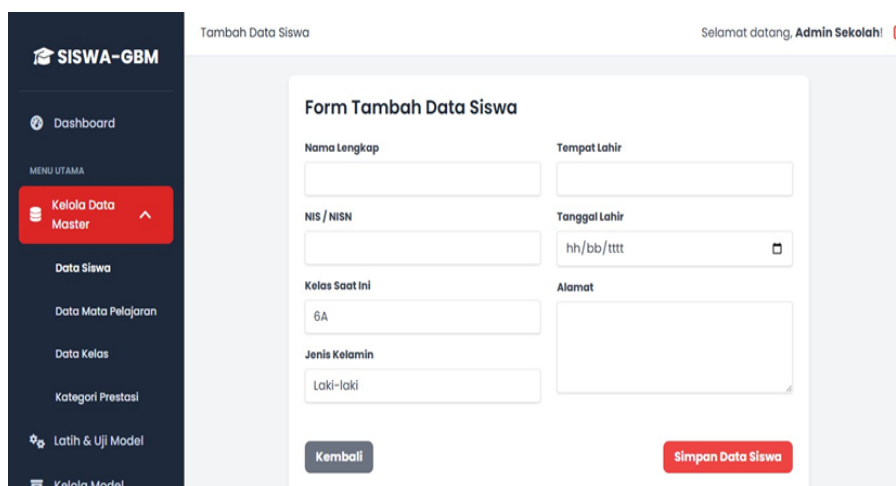 SISWA-GBM
Dashboard
MENU UTAMA
Kelola Data
Master
Data Siswa
Data Mata Pelajaran
Data Kelas
Kategori Prestasi
Latih & Uji Model
Kelola Model
Tambah Data Siswa
Selamat datang, Admin Sekolah!
Form Tambah Data Siswa
Nama Lengkap
NIS / NISN
Kelas Saat Ini
6A
Jenis Kelamin
Laki-laki
Tempat Lahir
Tanggal Lahir
hh/bb/tttt
Alamat
Kembali
Simpan Data Siswa